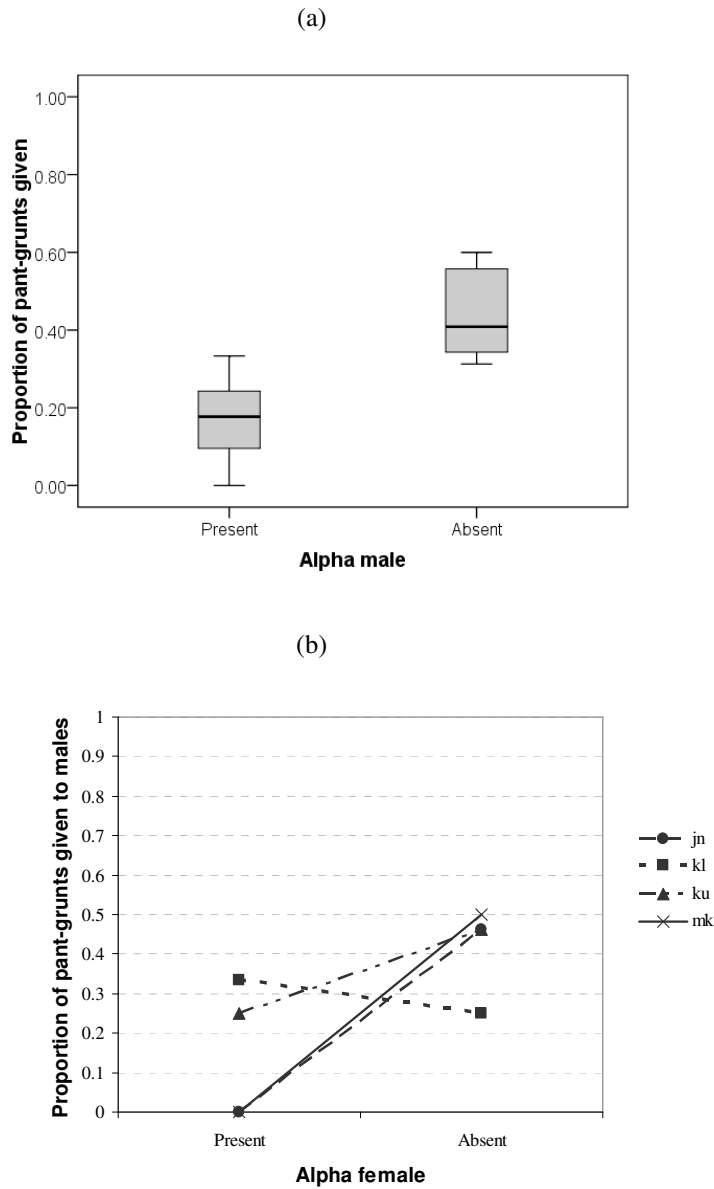 (a)
Proportion of pant-grunts given
1.00
0.80
0.60
0.40
0.20
0.00
Present
Absent
Alpha male
(b)
Proportion of pant-grunts given to males
1
0.9
0.8
0.7
0.6
0.5
0.4
0.3
0.2
0.1
0
Present
Absent
Alpha female
jn
kl
ku
mk